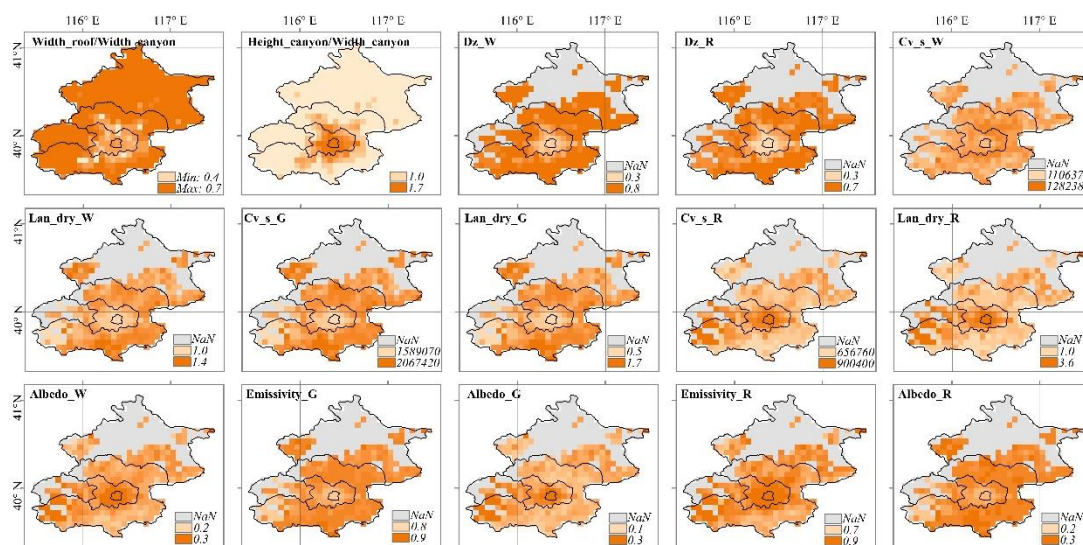 116° E 117° E 116° E 117° E 116° E 117° E 116° E 117° E 116° E 117° E
Width_roof/Width_canyon Height_canyon/Width_canyon Dz_W Dz_R Cv_s_W
41° N
40° N
Min: 0.4
Max: 0.7
1.0
1.7
NaN
0.3
0.8
NaN
0.3
0.7
NaN
110637
128238
Lan_dry_W Cv_s_G Lan_dry_G Cv_s_R Lan_dry_R
41° N
40° N
NaN
1.0
1.4
NaN
1589070
2067420
NaN
0.5
1.7
NaN
656760
900400
NaN
1.0
3.6
Albedo_W Emissivity_G Albedo_G Emissivity_R Albedo_R
41° N
40° N
NaN
0.2
0.3
NaN
0.8
0.9
NaN
0.1
0.3
NaN
0.7
0.9
NaN
0.2
0.3